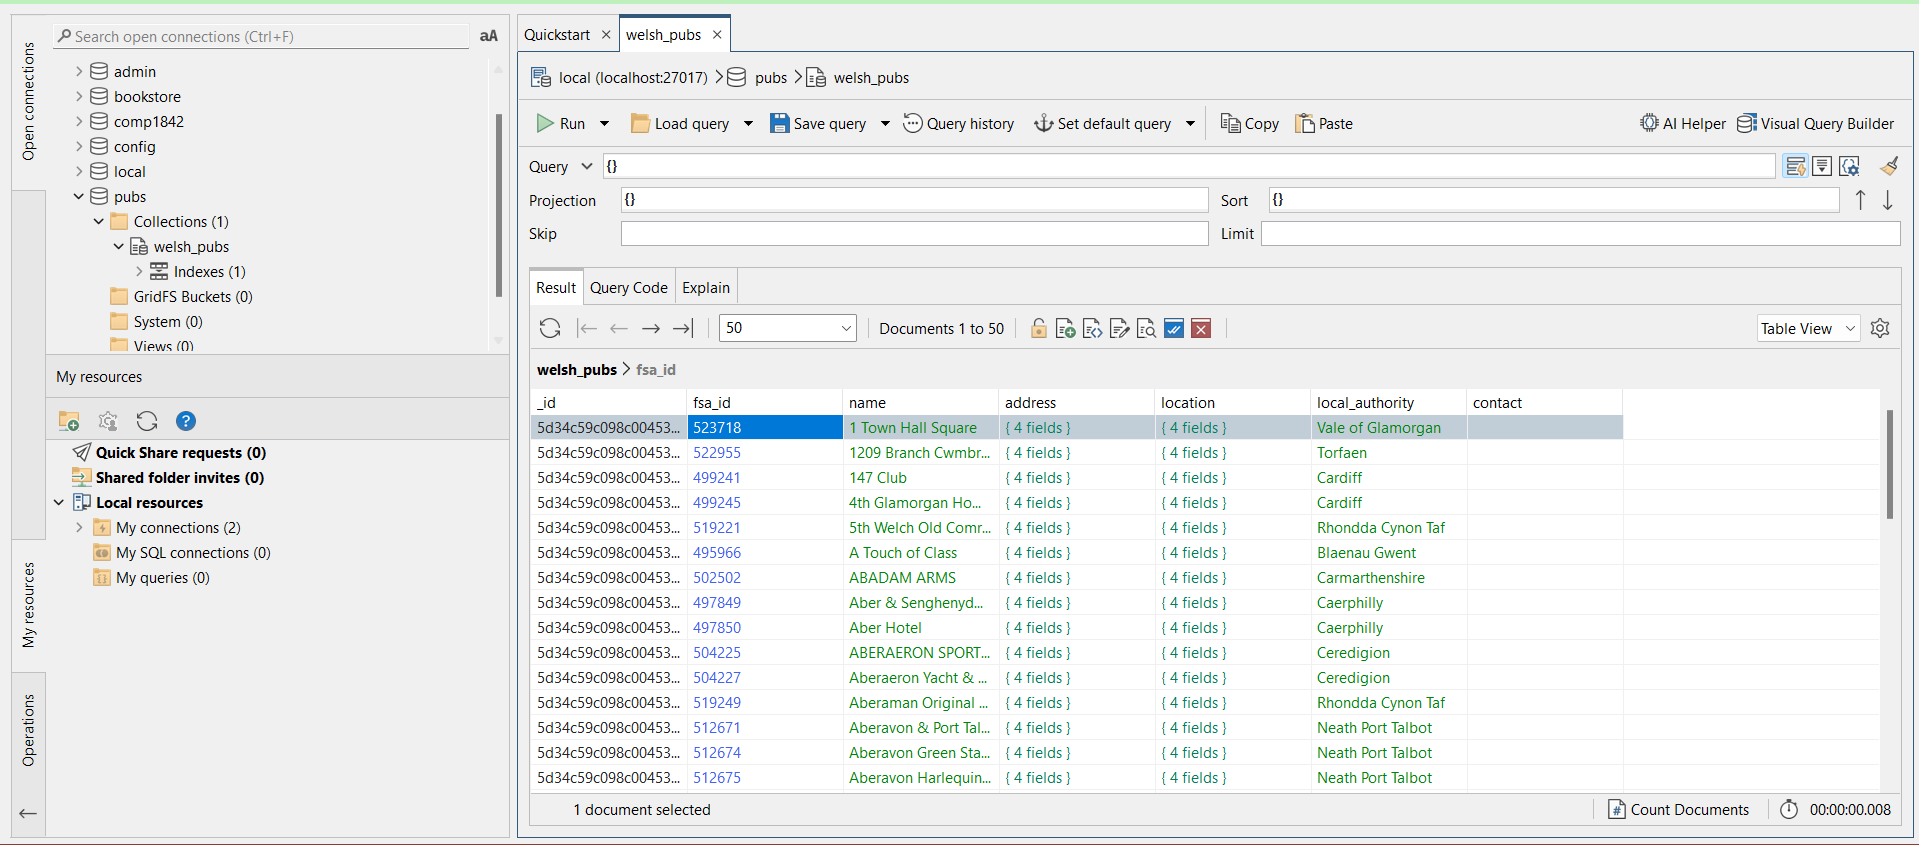 Open connections
My resources
Operations
Search open connections (Ctrl+F)
aA
admin
bookstore
comp1842
config
local
pubs
Collections (1)
welsh_pubs
Indexes (1)
GridFS Buckets (0)
System (0)
Views (0)
My resources
Quick Share requests (0)
Shared folder invites (0)
Local resources
My connections (2)
My SQL connections (0)
My queries (0)
Quickstart welsh_pubs
local (localhost:27017) pubs welsh_pubs
Run Load query Save query Query history Set default query Copy Paste AI Helper Visual Query Builder
Query {}
Projection {} Sort {}
Skip Limit
Result Query Code Explain
50 Documents 1 to 50 Table View
welsh_pubs > fsa_id
_id fsa_id name address location local_authority contact
5d34c59c098c00453... 523718 1 Town Hall Square { 4 fields } { 4 fields } Vale of Glamorgan
5d34c59c098c00453... 522955 1209 Branch Cwmbr... { 4 fields } { 4 fields } Torfaen
5d34c59c098c00453... 499241 147 Club { 4 fields } { 4 fields } Cardiff
5d34c59c098c00453... 499245 4th Glamorgan Ho... { 4 fields } { 4 fields } Cardiff
5d34c59c098c00453... 519221 5th Welch Old Comr... { 4 fields } { 4 fields } Rhondda Cynon Taf
5d34c59c098c00453... 495966 A Touch of Class { 4 fields } { 4 fields } Blaenau Gwent
5d34c59c098c00453... 502502 ABADAM ARMS { 4 fields } { 4 fields } Carmarthenshire
5d34c59c098c00453... 497849 Aber & Senghenyd... { 4 fields } { 4 fields } Caerphilly
5d34c59c098c00453... 497850 Aber Hotel { 4 fields } { 4 fields } Caerphilly
5d34c59c098c00453... 504225 ABERAERON SPORT... { 4 fields } { 4 fields } Ceredigion
5d34c59c098c00453... 504227 Aberaeron Yacht & ... { 4 fields } { 4 fields } Ceredigion
5d34c59c098c00453... 519249 Aberaman Original ... { 4 fields } { 4 fields } Rhondda Cynon Taf
5d34c59c098c00453... 512671 Aberavon & Port Tal... { 4 fields } { 4 fields } Neath Port Talbot
5d34c59c098c00453... 512674 Aberavon Green Sta... { 4 fields } { 4 fields } Neath Port Talbot
5d34c59c098c00453... 512675 Aberavon Harlequin... { 4 fields } { 4 fields } Neath Port Talbot
1 document selected Count Documents 00:00:00.008